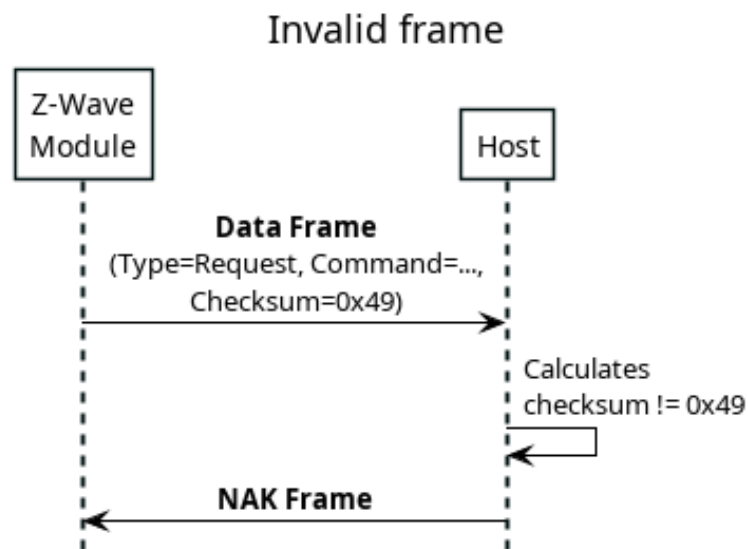 Invalid frame
Z-Wave
Module
Host
Data Frame
(Type=Request, Command=...,
Checksum=0x49)
Calculates
checksum != 0x49
NAK Frame